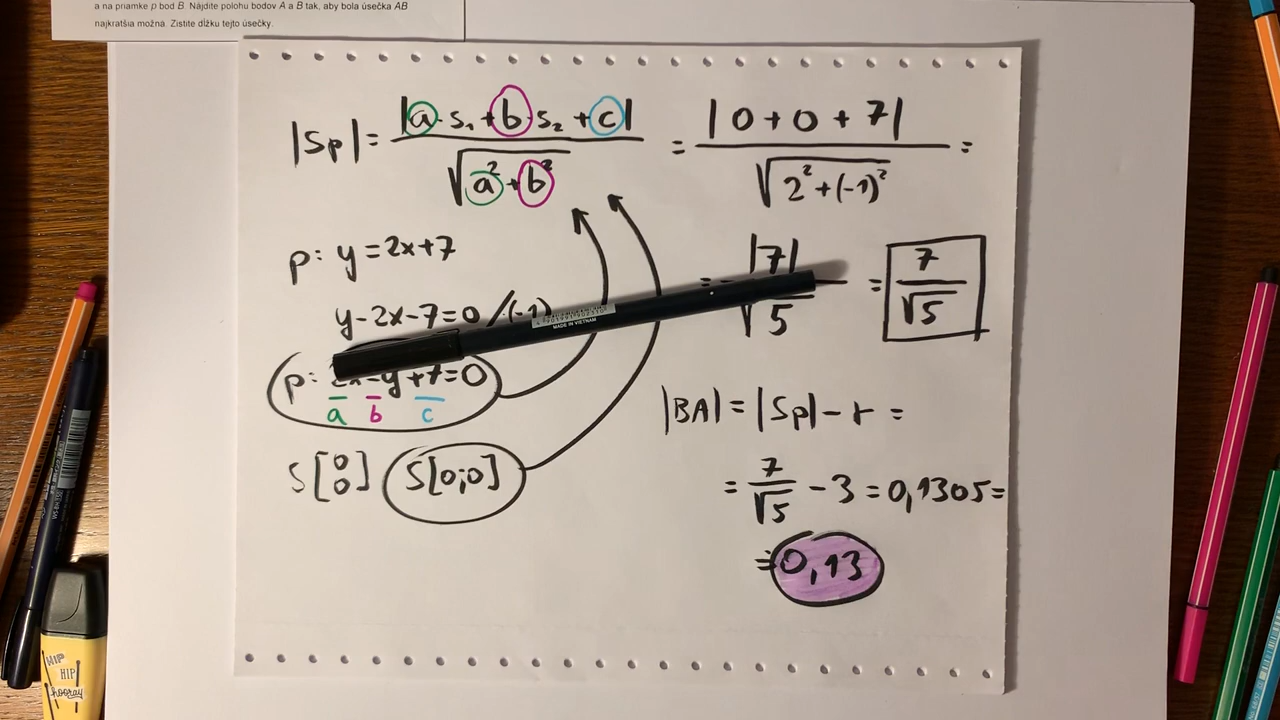 a na priamke p bod B. Nájdite polohu bodov A a B tak, aby bola úsečka AB
najkratšia možná. Zistite dĺžku tejto úsečky.
|Sp| = |a·s₁+b·s₂+c| / √(a²+b²) = |0+0+7| / √(2²+(-1)²) =
p: y=2x+7
= |7| / √5 = 7/√5
y-2x-7=0 /(-1)
MADE IN VIETNAM
p: 2x-y+7=0
a b c
|BA| = |Sp| - r =
S[0 0] S[0;0]
= 7/√5 - 3 = 0,1305=
=0,13
HIP
HIP
hooray